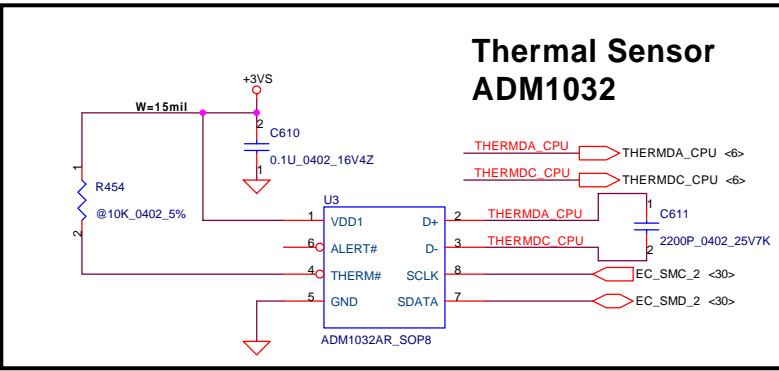 Thermal Sensor
ADM1032
+3VS
W=15mil
2
C610
0.1U_0402_16V4Z
1
THERMDA_CPU
THERMDA_CPU <6>
THERMDC_CPU
THERMDC_CPU <6>
1
R454
@10K_0402_5%
2
U3
1
VDD1
D+
2
THERMDA_CPU
1
C611
2200P_0402_25V7K
2
6
ALERT#
D-
3
THERMDC_CPU
4
THERM#
SCLK
8
EC_SMC_2 <30>
5
GND
SDATA
7
EC_SMD_2 <30>
ADM1032AR_SOP8